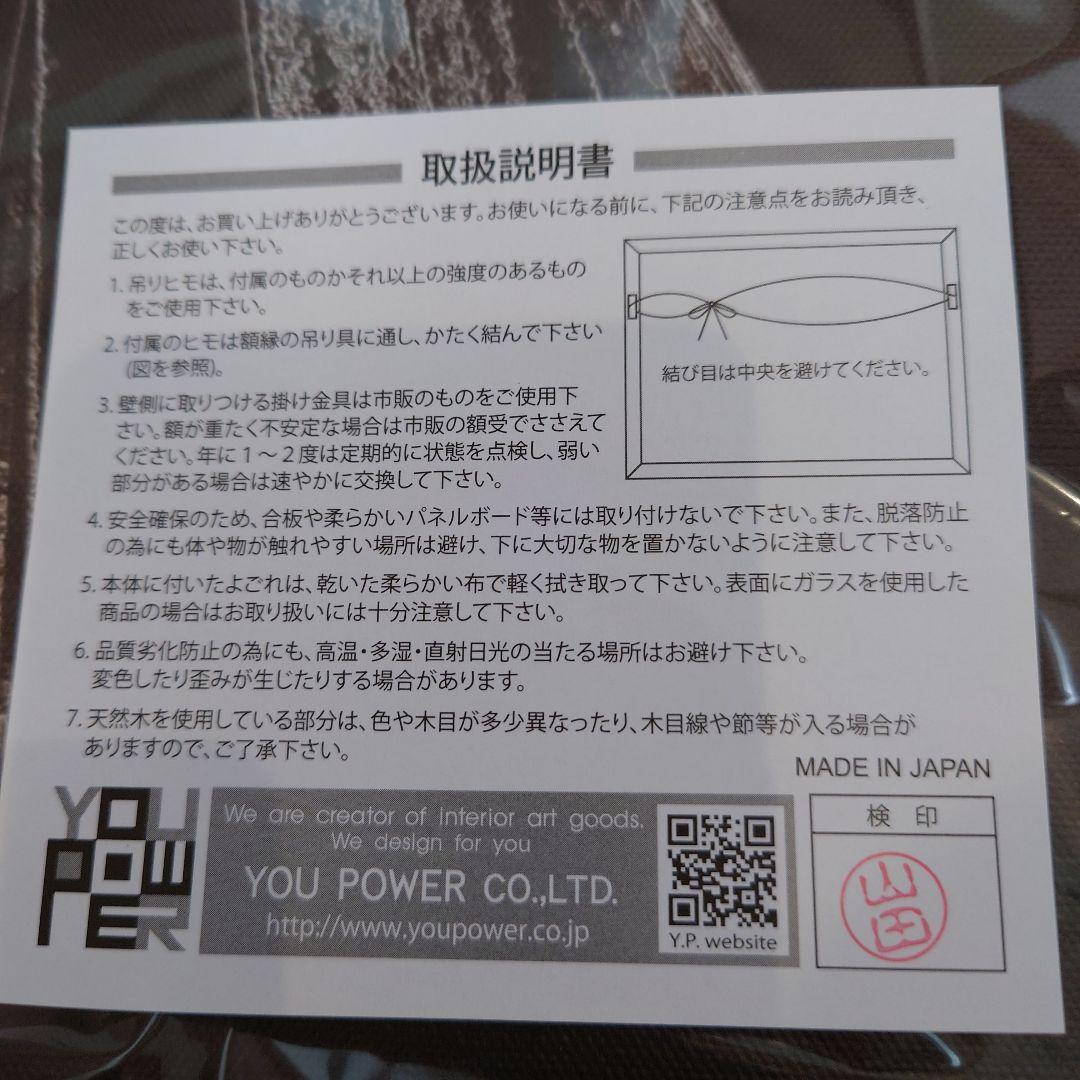 取扱説明書
この度は、お買い上げありがとうございます。お使いになる前に、下記の注意点をお読み頂き、
正しくお使い下さい。
1. 吊りヒモは、付属のものかそれ以上の強度のあるもの
をご使用下さい。
2. 付属のヒモは額縁の吊り具に通し、かたく結んで下さい
(図を参照)。
結び目は中央を避けてください。
3. 壁側に取りつける掛け金具は市販のものをご使用下
さい。額が重たく不安定な場合は市販の額受でささえて
ください。年に1～2度は定期的に状態を点検し、弱い
部分がある場合は速やかに交換して下さい。
4. 安全確保のため、合板や柔らかいパネルボード等には取り付けないで下さい。また、脱落防止
の為にも体や物が触れやすい場所は避け、下に大切な物を置かないように注意して下さい。
5. 本体に付いたよごれは、乾いた柔らかい布で軽く拭き取って下さい。表面にガラスを使用した
商品の場合はお取り扱いには十分注意して下さい。
6. 品質劣化防止の為にも、高温・多湿・直射日光の当たる場所はお避け下さい。
変色したり歪みが生じたりする場合があります。
7. 天然木を使用している部分は、色や木目が多少異なったり、木目線や節等が入る場合が
ありますので、ご了承下さい。
MADE IN JAPAN
YOU
POW
ER
We are creator of interior art goods.
We design for you
YOU POWER CO.,LTD.
http://www.youpower.co.jp
Y.P. website
検印
山田